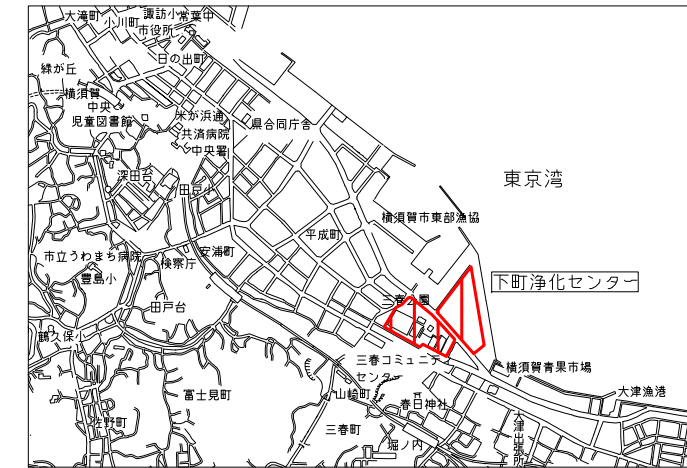 大滝町
小川町
諏訪小
常葉中
市役所
日の出町
緑が丘
横須賀
中央
児童図書館
米が浜通
共済病院
中央署
県合同庁舎
深田台
田戸小
東京湾
横須賀市東部漁協
平成町
安浦町
検察庁
市立うわまち病院
豊島小
下町浄化センター
田戸台
三春公園
鶴久保小
三春コミュニティ
センター
横須賀青果市場
大津漁港
富士見町
山崎町
春日神社
佐野町
三春町
堀ノ内
大津出張所